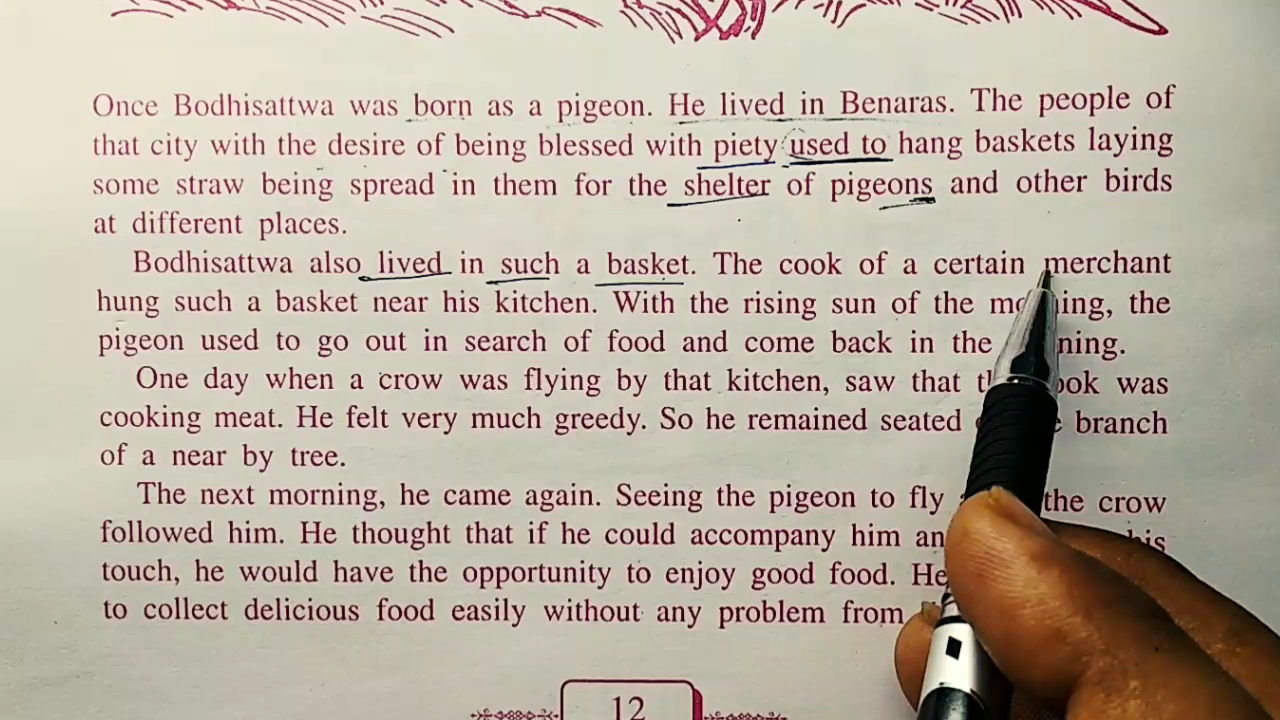 Once Bodhisattwa was born as a pigeon. He lived in Benaras. The people of
that city with the desire of being blessed with piety used to hang baskets laying
some straw being spread in them for the shelter of pigeons and other birds
at different places.
Bodhisattwa also lived in such a basket. The cook of a certain merchant
hung such a basket near his kitchen. With the rising sun of the the
pigeon used to go out in search of food and come back in the
One day when a crow was flying by that kitchen, saw that was
cooking meat. He felt very much greedy. So he remained seated branch
of a near by tree.
The next morning, he came again. Seeing the pigeon to fly the crow
followed him. He thought that if he could accompany him
touch, he would have the opportunity to enjoy good food. He
to collect delicious food easily without any problem from
12